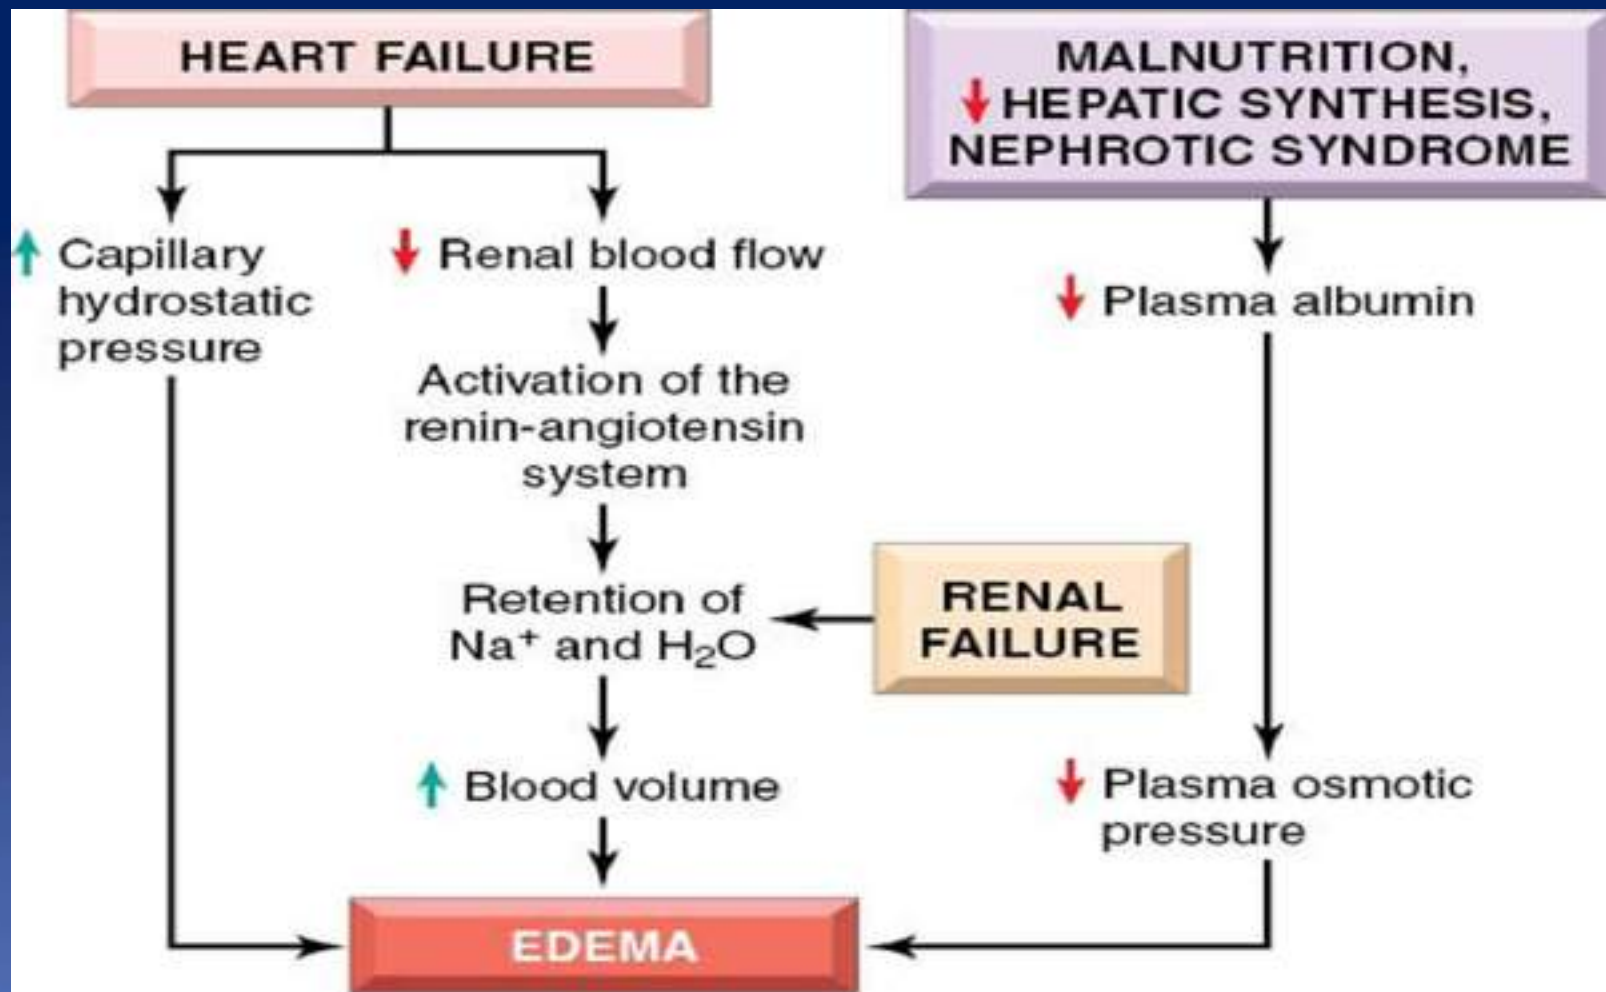 HEART FAILURE
↑ Capillary
hydrostatic
pressure
↓ Renal blood flow
Activation of the
renin-angiotensin
system
Retention of
Na⁺ and H₂O
↑ Blood volume
RENAL
FAILURE
MALNUTRITION,
↓ HEPATIC SYNTHESIS,
NEPHROTIC SYNDROME
↓ Plasma albumin
↓ Plasma osmotic
pressure
EDEMA